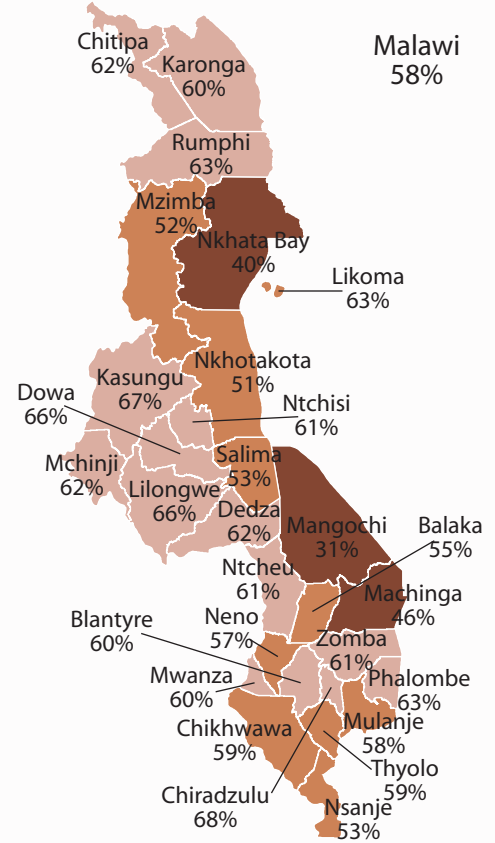 Malawi
58%
Chitipa
62%
Karonga
60%
Rumphi
63%
Mzimba
52%
Nkhata Bay
40%
Likoma
63%
Nkhotakota
51%
Kasungu
67%
Dowa
66%
Ntchisi
61%
Mchinji
62%
Salima
53%
Lilongwe
66%
Dedza
62%
Mangochi
31%
Balaka
55%
Ntcheu
61%
Machinga
46%
Blantyre
60%
Neno
57%
Zomba
61%
Mwanza
60%
Phalombe
63%
Chikhwawa
59%
Mulanje
58%
Thyolo
59%
Chiradzulu
68%
Nsanje
53%